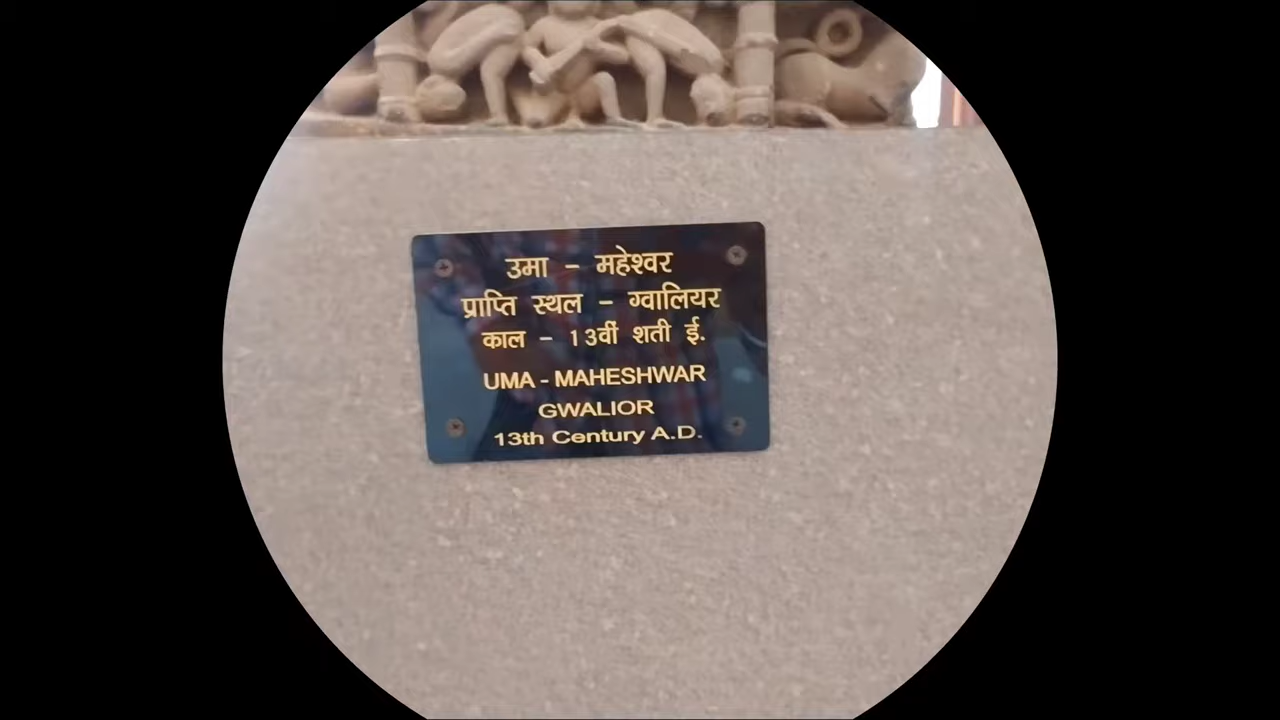 उमा - महेश्वर
प्राप्ति स्थल - ग्वालियर
काल - 13वीं शती ई.
UMA - MAHESHWAR
GWALIOR
13th Century A.D.